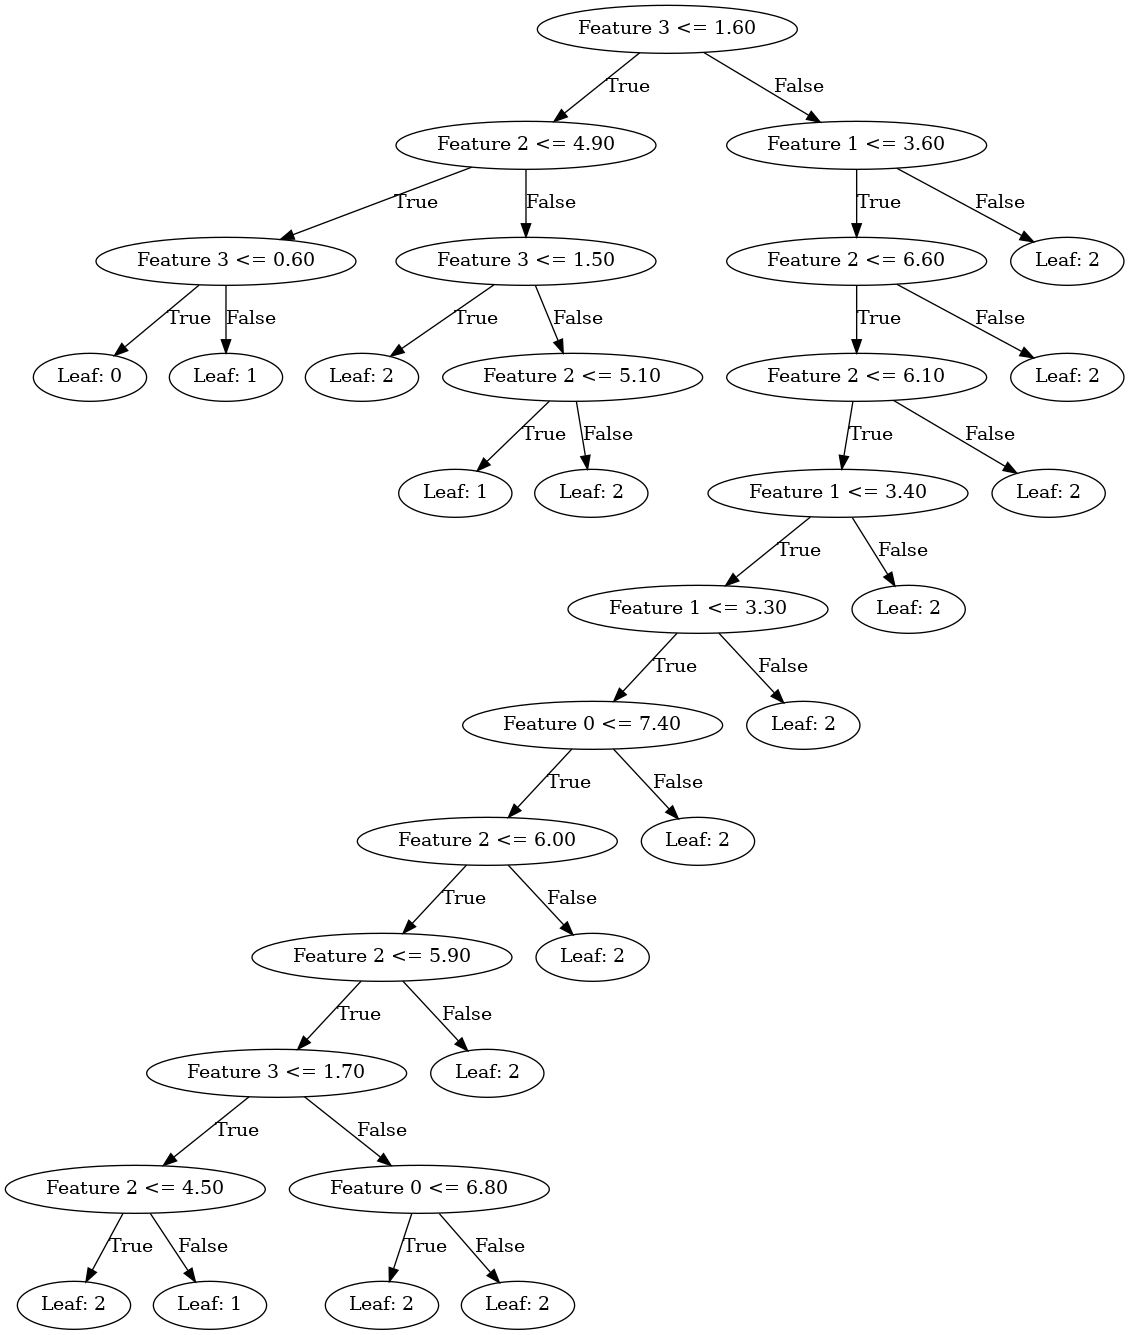 Feature 3 <= 1.60
True
False
Feature 2 <= 4.90
Feature 1 <= 3.60
True
False
True
False
Feature 3 <= 0.60
Feature 3 <= 1.50
Feature 2 <= 6.60
Leaf: 2
True
False
True
False
True
False
Leaf: 0
Leaf: 1
Leaf: 2
Feature 2 <= 5.10
Feature 2 <= 6.10
Leaf: 2
True
False
True
False
Leaf: 1
Leaf: 2
Feature 1 <= 3.40
Leaf: 2
True
False
Feature 1 <= 3.30
Leaf: 2
True
False
Feature 0 <= 7.40
Leaf: 2
True
False
Feature 2 <= 6.00
Leaf: 2
True
False
Feature 2 <= 5.90
Leaf: 2
True
False
Feature 3 <= 1.70
Leaf: 2
True
False
Feature 2 <= 4.50
Feature 0 <= 6.80
True
False
True
False
Leaf: 2
Leaf: 1
Leaf: 2
Leaf: 2